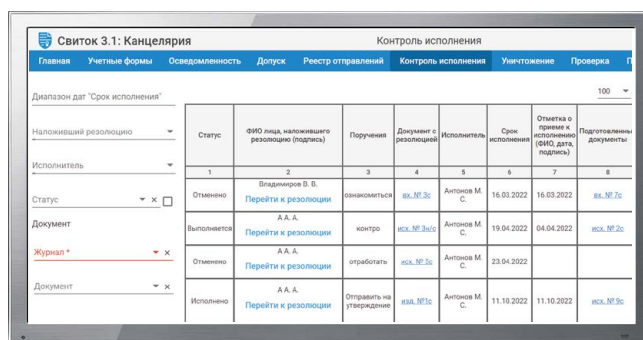 Свиток 3.1: Канцелярия
Контроль исполнения
Главная Учетные формы Осведомленность Допуск Реестр отправлений Контроль исполнения Уничтожение Проверка
Диапазон дат "Срок исполнения"
100
Наложивший резолюцию
Исполнитель
Статус
Документ
Журнал *
Документ
Статус
ФИО лица, наложившего
резолюцию (подпись)
Поручения
Документ с
резолюцией
Исполнитель
Срок
исполнения
Отметка о
приеме к
исполнению
(ФИО, дата,
подпись)
Подготовленны
документы
1 2 3 4 5 6 7 8
Отменено
Владимиров В. В.
Перейти к резолюции
ознакомиться
вх. № 3с
Антонов М.
С.
16.03.2022
16.03.2022
вх. № 7с
Выполняется
А А. А.
Перейти к резолюции
контро
исх. № 3н/с
Антонов М.
С.
19.04.2022
04.04.2022
исх. № 2с
Отменено
А А. А.
Перейти к резолюции
отработать
исх. № 5с
Антонов М.
С.
23.04.2022
Исполнено
А А. А.
Перейти к резолюции
Отправить на
утверждение
изд. №1с
Антонов М.
С.
11.10.2022
11.10.2022
исх. № 9с